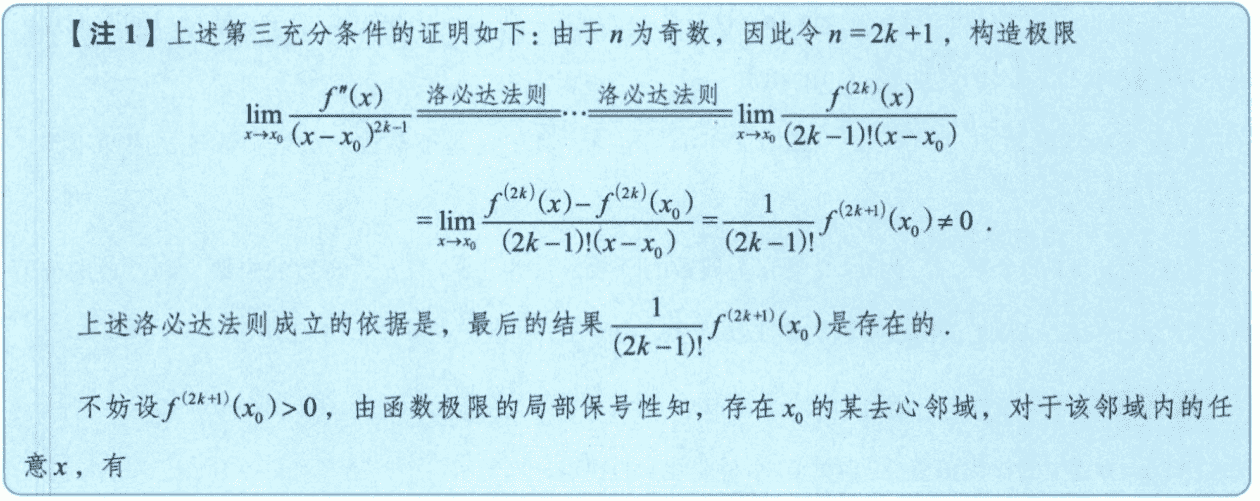 【注1】上述第三充分条件的证明如下：由于 n 为奇数，因此令 n = 2k +1，构造极限
$\lim_{x \to x_0} \frac{f''(x)}{(x-x_0)^{2k-1}} \xlongequal{洛必达法则} \cdots \xlongequal{洛必达法则} \lim_{x \to x_0} \frac{f^{(2k)}(x)}{(2k-1)!(x-x_0)}$
$= \lim_{x \to x_0} \frac{f^{(2k)}(x)-f^{(2k)}(x_0)}{(2k-1)!(x-x_0)} = \frac{1}{(2k-1)!} f^{(2k+1)}(x_0) \neq 0$ .
上述洛必达法则成立的依据是，最后的结果 $\frac{1}{(2k-1)!} f^{(2k+1)}(x_0)$ 是存在的 .
不妨设 $f^{(2k+1)}(x_0) > 0$，由函数极限的局部保号性知，存在 $x_0$ 的某去心邻域，对于该邻域内的任
意 x，有